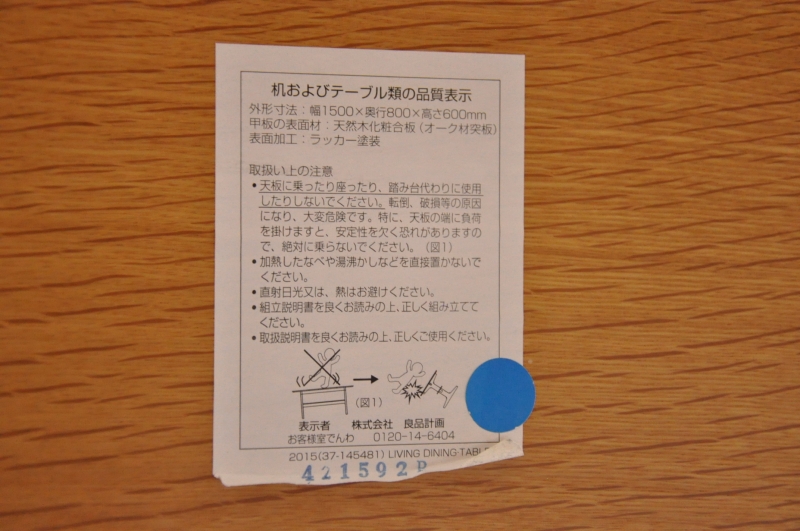 机およびテーブル類の品質表示
外形寸法：幅1500×奥行800×高さ600mm
甲板の表面材：天然木化粧合板（オーク材突板）
表面加工：ラッカー塗装
取扱い上の注意
•天板に乗ったり座ったり、踏み台代わりに使用
したりしないでください。転倒、破損等の原因
になり、大変危険です。特に、天板の端に負荷
を掛けますと、安定性を欠く恐れがありますの
で、絶対に乗らないでください。（図1）
•加熱したなべや湯沸かしなどを直接置かないで
ください。
•直射日光又は、熱はお避けください。
•組立説明書を良くお読みの上、正しく組み立てて
ください。
•取扱説明書を良くお読みの上、正しくご使用ください。
（図1）
表示者　株式会社　良品計画
お客様室でんわ　0120-14-6404
2015(37-145481) LIVING DINING·TABLE
421592P